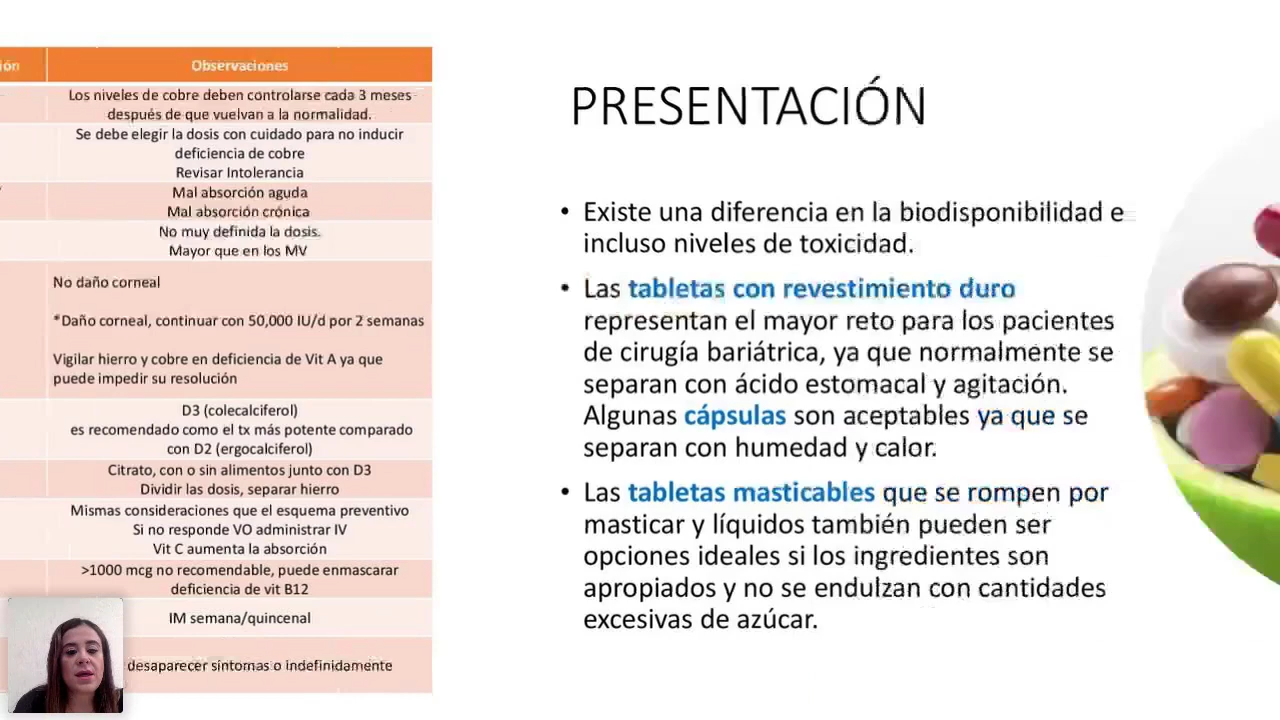 ión
Observaciones
Los niveles de cobre deben controlarse cada 3 meses
después de que vuelvan a la normalidad.
Se debe elegir la dosis con cuidado para no inducir
deficiencia de cobre
Revisar Intolerancia
Mal absorción aguda
Mal absorción crónica
No muy definida la dosis.
Mayor que en los MV
No daño corneal
*Daño corneal, continuar con 50,000 IU/d por 2 semanas
Vigilar hierro y cobre en deficiencia de Vit A ya que
puede impedir su resolución
D3 (colecalciferol)
es recomendado como el tx más potente comparado
con D2 (ergocalciferol)
Citrato, con o sin alimentos junto con D3
Dividir las dosis, separar hierro
Mismas consideraciones que el esquema preventivo
Si no responde VO administrar IV
Vit C aumenta la absorción
>1000 mcg no recomendable, puede enmascarar
deficiencia de vit B12
IM semana/quincenal
desaparecer síntomas o indefinidamente
PRESENTACIÓN
• Existe una diferencia en la biodisponibilidad e
incluso niveles de toxicidad.
• Las tabletas con revestimiento duro
representan el mayor reto para los pacientes
de cirugía bariátrica, ya que normalmente se
separan con ácido estomacal y agitación.
Algunas cápsulas son aceptables ya que se
separan con humedad y calor.
• Las tabletas masticables que se rompen por
masticar y líquidos también pueden ser
opciones ideales si los ingredientes son
apropiados y no se endulzan con cantidades
excesivas de azúcar.